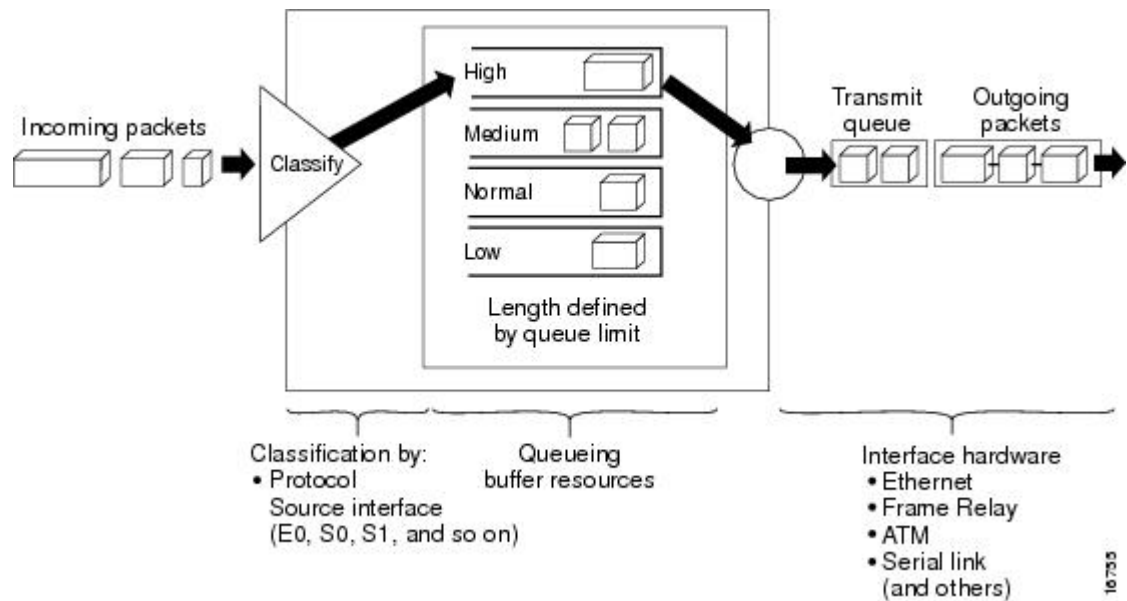 Incoming packets
Classify
High
Medium
Normal
Low
Length defined
by queue limit
Transmit
queue
Outgoing
packets
Classification by:
• Protocol
Source interface
(E0, S0, S1, and so on)
Queueing
buffer resources
Interface hardware
• Ethernet
• Frame Relay
• ATM
• Serial link
(and others)
16755